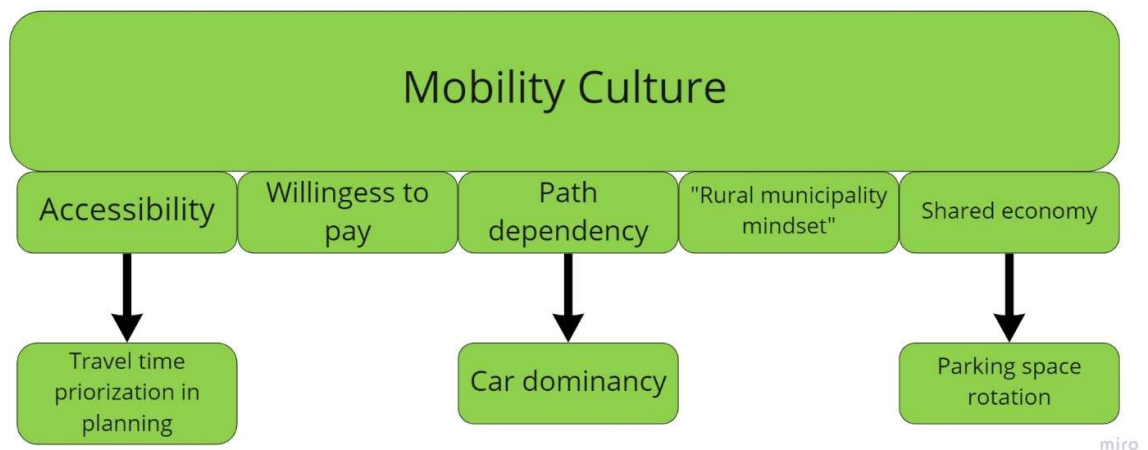 Mobility Culture
Accessibility
Willingess to
pay
Path
dependency
"Rural municipality
mindset"
Shared economy
Travel time
priorization in
planning
Car dominancy
Parking space
rotation
miro